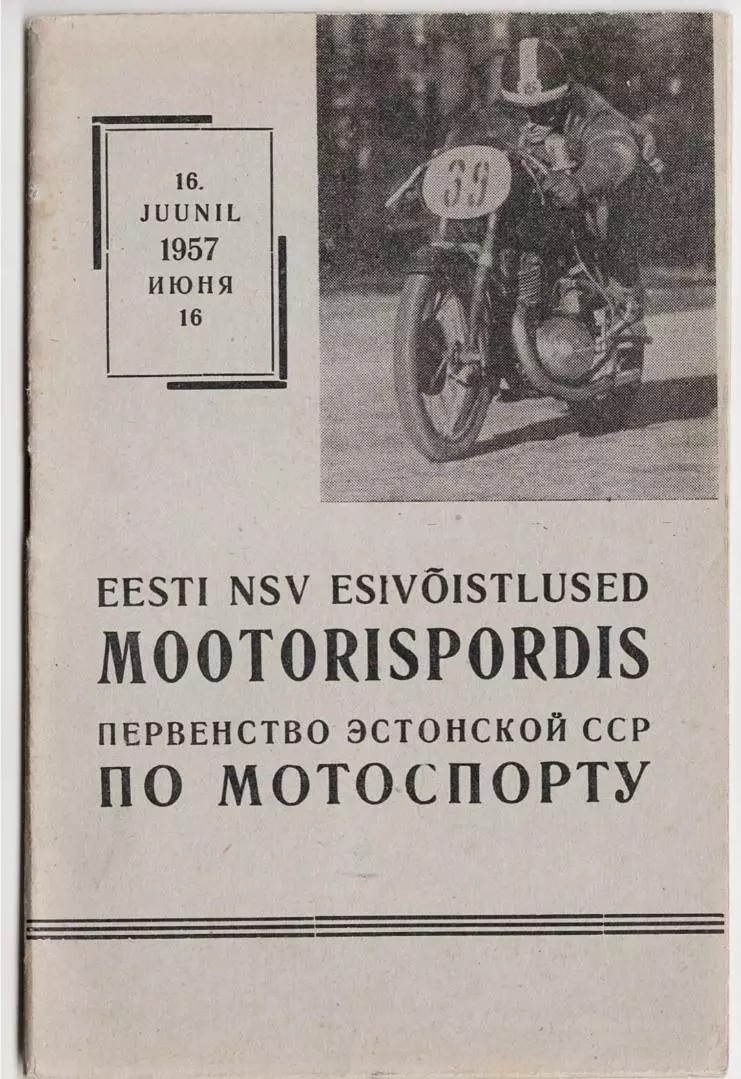 16.
JUUNIL
1957
ИЮНЯ
16
39
EESTI NSV ESIVÕISTLUSED
MOOTORISPORDIS
ПЕРВЕНСТВО ЭСТОНСКОЙ ССР
ПО МОТОСПОРТУ